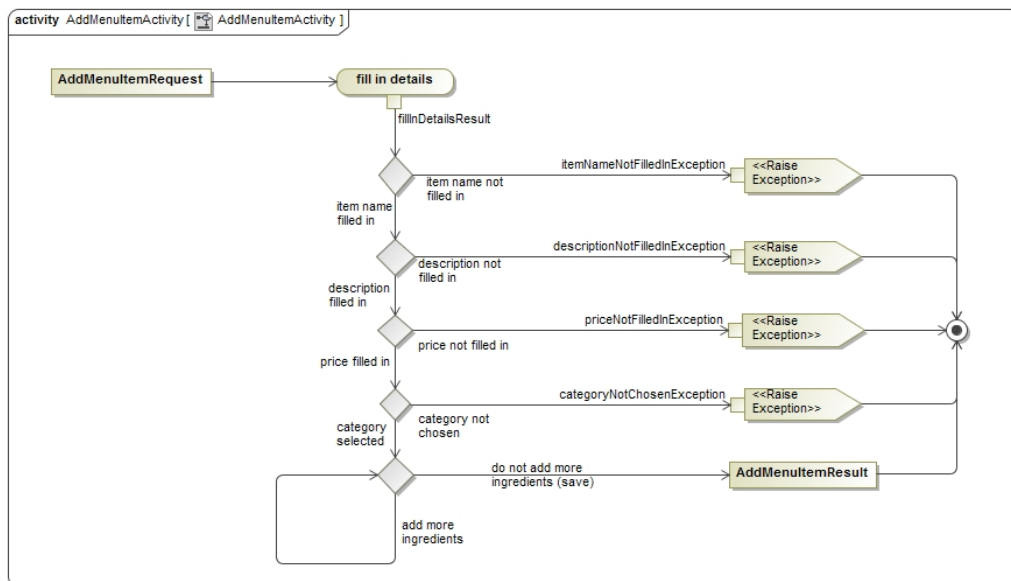 activity AddMenuItemActivity [ AddMenuItemActivity ]
AddMenuItemRequest
fill in details
fillInDetailsResult
itemNameNotFilledInException
<<Raise
Exception>>
item name not
filled in
item name
filled in
descriptionNotFilledInException
<<Raise
Exception>>
description not
filled in
description
filled in
priceNotFilledInException
<<Raise
Exception>>
price not filled in
price filled in
categoryNotChosenException
<<Raise
Exception>>
category not
chosen
category
selected
do not add more
ingredients (save)
AddMenuItemResult
add more
ingredients